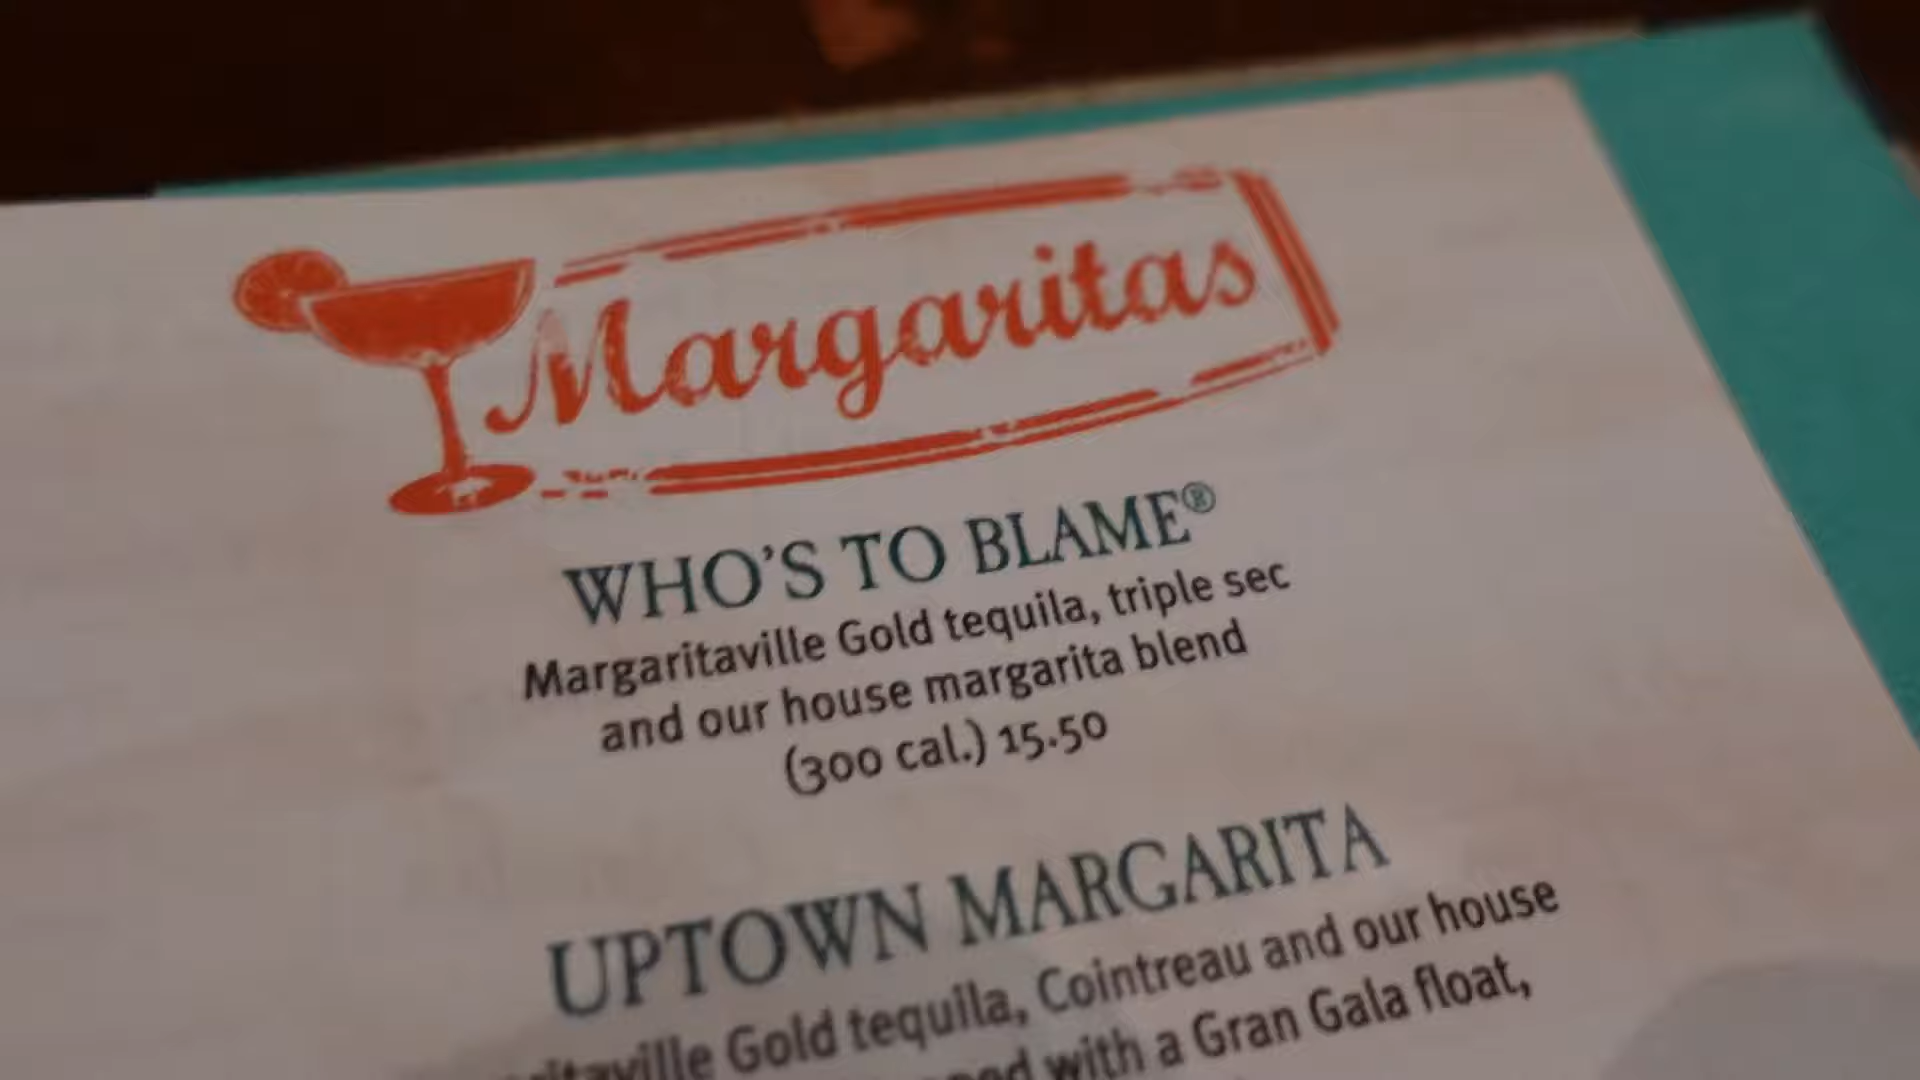 Margaritas
WHO'S TO BLAME®
Margaritaville Gold tequila, triple sec
and our house margarita blend
(300 cal.) 15.50
UPTOWN MARGARITA
Gold tequila, Cointreau and our house
with a Gran Gala float,